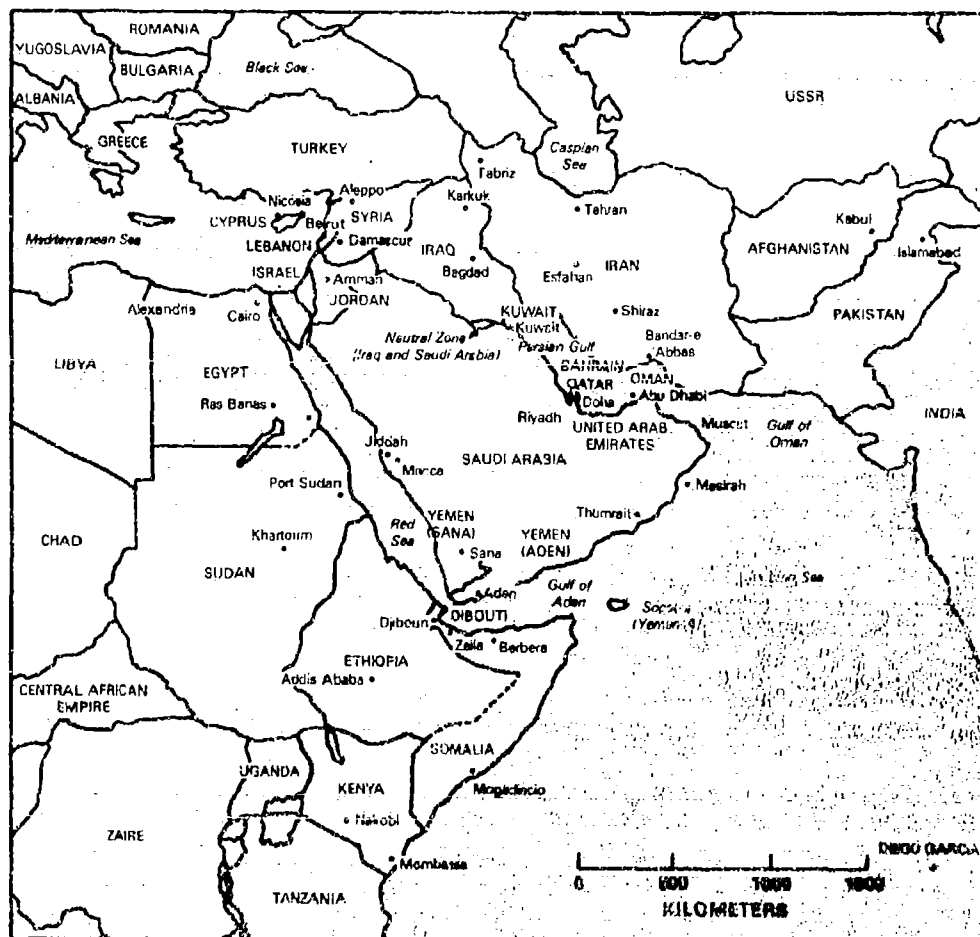 ROMANIA
YUGOSLAVIA
BULGARIA
Black Sea
ALBANIA
USSR
GREECE
TURKEY
Caspian
Sea
Tabriz
Aleppo
Nicosia
Karkuk
CYPRUS
SYRIA
Tehran
Beirut
Kabul
Mediterranean Sea
LEBANON
Damascus
IRAQ
AFGHANISTAN
Islamabad
ISRAEL
Bagdad
Esfahan
IRAN
Amman
JORDAN
Alexandria
Cairo
KUWAIT
Kuwait
Shiraz
PAKISTAN
Neutral Zone
(Iraq and Saudi Arabia)
Persian Gulf
Bandar-e
Abbas
LIBYA
EGYPT
BAHRAIN
QATAR
OMAN
Doha
Abu Dhabi
Ras Banas
Riyadh
UNITED ARAB
EMIRATES
Muscat
Gulf of
Oman
INDIA
Jiddah
Mecca
SAUDI ARABIA
Port Sudan
Masirah
CHAD
Khartoum
Red
Sea
YEMEN
(SANA)
Sana
YEMEN
(ADEN)
Thumrait
SUDAN
Aden
Gulf of
Aden
Sea
DIBOUTI
Djibouti
Zeila
Berbera
CENTRAL AFRICAN
EMPIRE
ETHIOPIA
Addis Ababa
SOMALIA
UGANDA
KENYA
Mogadiscio
Nairobi
ZAIRE
Mombassa
DIEGO GARCIA
TANZANIA
0 500 1000 1500
KILOMETERS